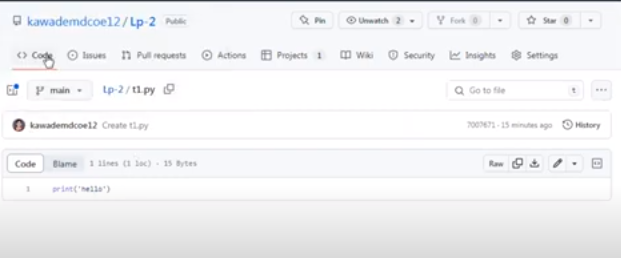 kawademdcoe12 / Lp-2 Public Pin Unwatch 2 Fork 0 Star 0
Code Issues Pull requests Actions Projects 1 Wiki Security Insights Settings
main Lp-2 / t1.py Go to file t
kawademdcoe12 Create t1.py 7007671 · 15 minutes ago History
Code Blame 1 lines (1 loc) · 15 Bytes Raw
1 print('hello')